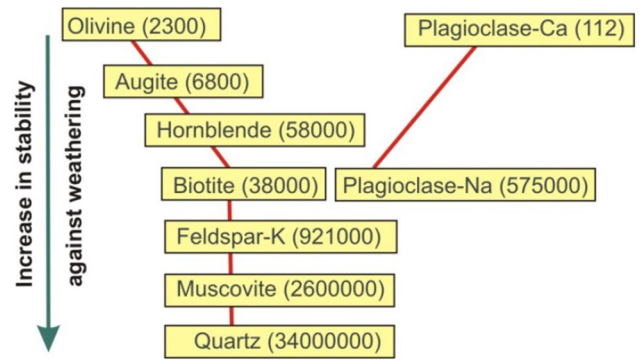 Olivine (2300)
Plagioclase-Ca (112)
Augite (6800)
Hornblende (58000)
Biotite (38000)
Plagioclase-Na (575000)
Feldspar-K (921000)
Muscovite (2600000)
Quartz (34000000)
Increase in stability
against weathering